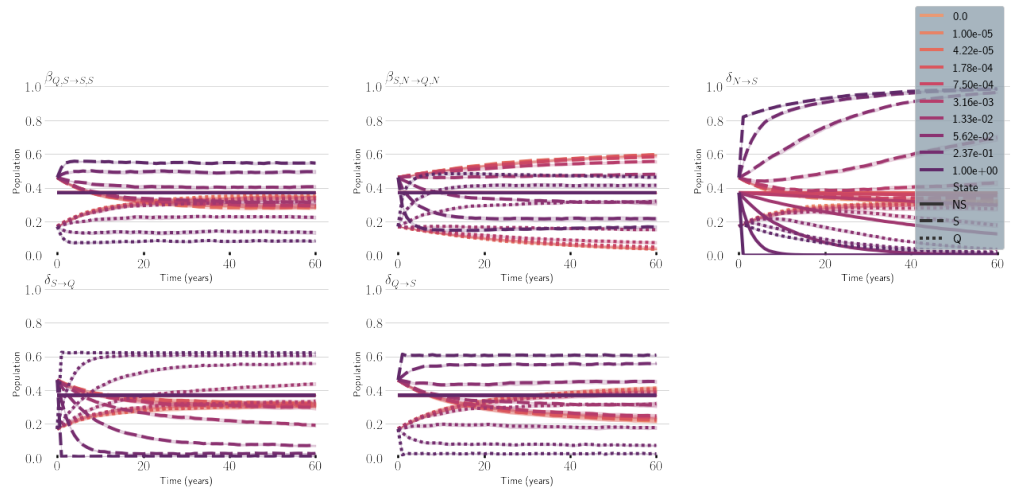 β_{Q,S→S,S}
1.0
0.8
0.6
0.4
0.2
0.0
Population
0 20 40 60
Time (years)
β_{S,N→Q,N}
1.0
0.8
0.6
0.4
0.2
0.0
Population
0 20 40 60
Time (years)
δ_{N→S}
1.0
0.8
0.6
0.4
0.2
0.0
Population
0 20 40 60
Time (years)
0.0
1.00e-05
4.22e-05
1.78e-04
7.50e-04
3.16e-03
1.33e-02
5.62e-02
2.37e-01
1.00e+00
State
NS
S
Q
δ_{S→Q}
1.0
0.8
0.6
0.4
0.2
0.0
Population
0 20 40 60
Time (years)
δ_{Q→S}
1.0
0.8
0.6
0.4
0.2
0.0
Population
0 20 40 60
Time (years)